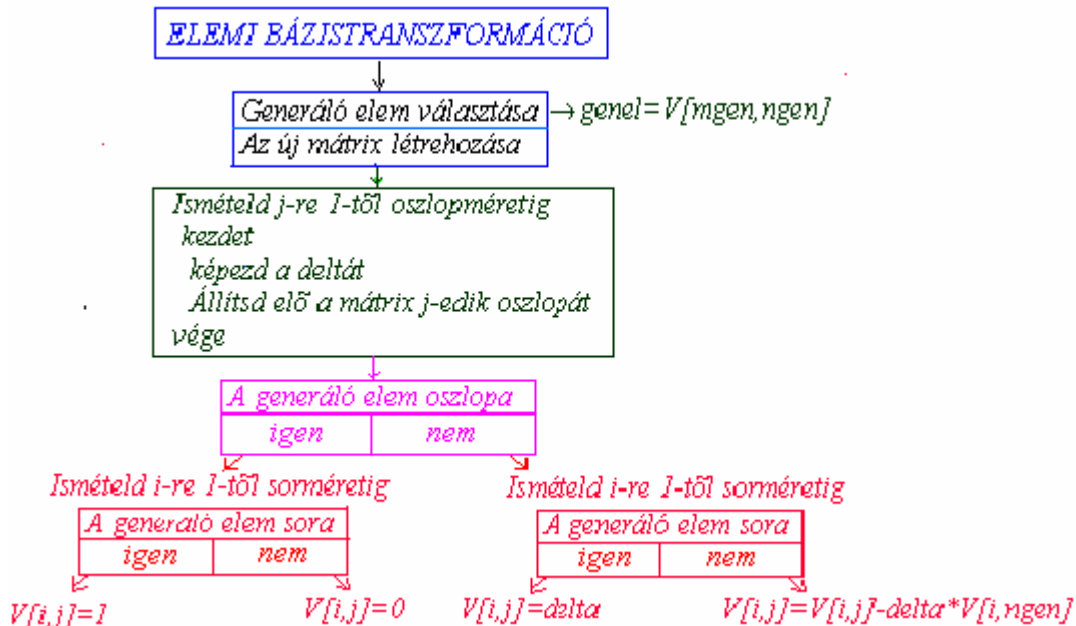 ELEMI BÁZISTRANSZFORMÁCIÓ
Generáló elem választása → genel=V[mgen,ngen]
Az új mátrix létrehozása
Ismételd j-re 1-től oszlopméretig
kezdet
képezd a deltát
Állítsd elő a mátrix j-edik oszlopát
vége
A generáló elem oszlopa
igen nem
Ismételd i-re 1-től sorméretig
A generáló elem sora
igen nem
V[i,j]=1 V[i,j]=0
Ismételd i-re 1-től sorméretig
A generáló elem sora
igen nem
V[i,j]=delta V[i,j]=V[i,j]-delta*V[i,ngen]